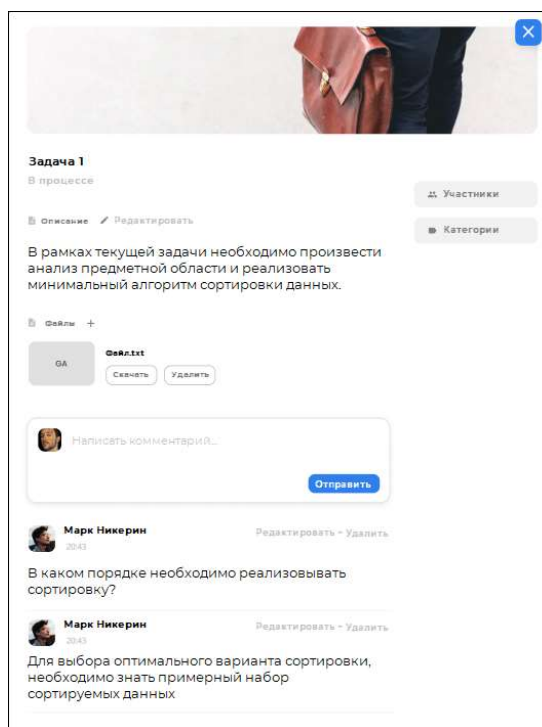 Задача 1
В процессе
Участники
Описание Редактировать
Категории
В рамках текущей задачи необходимо произвести
анализ предметной области и реализовать
минимальный алгоритм сортировки данных.
Файлы +
GA
Файл.txt
Скачать Удалить
Написать комментарий...
Отправить
Марк Никерин Редактировать - Удалить
20:43
В каком порядке необходимо реализовывать
сортировку?
Марк Никерин Редактировать - Удалить
20:43
Для выбора оптимального варианта сортировки,
необходимо знать примерный набор
сортируемых данных